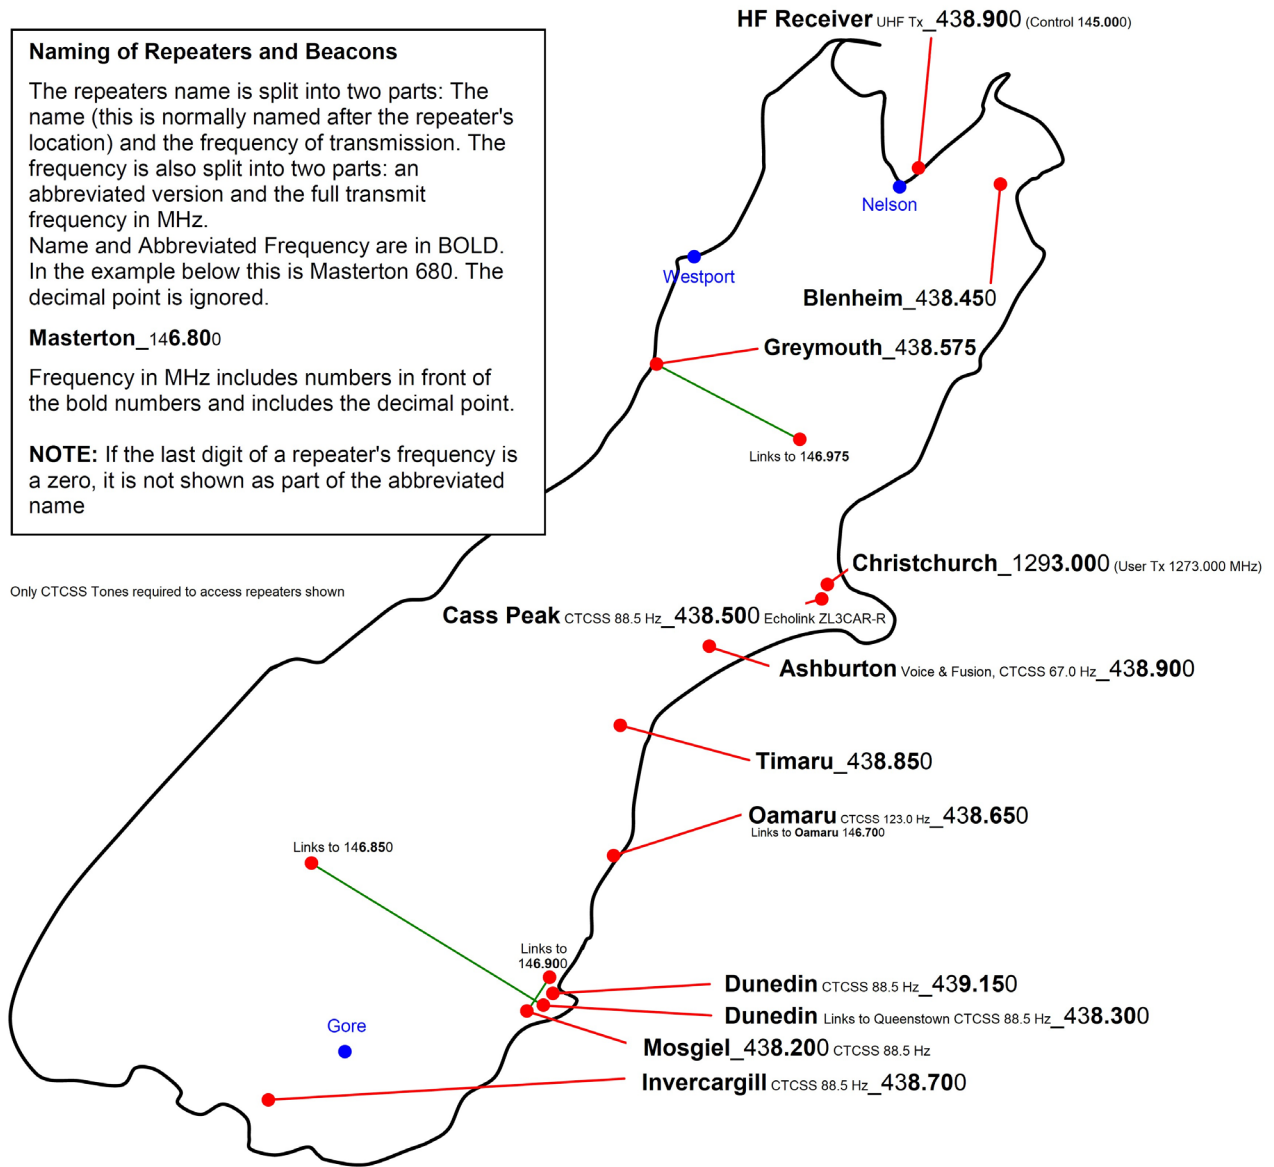 HF Receiver UHF Tx_438.900 (Control 145.000)
Naming of Repeaters and Beacons
The repeaters name is split into two parts: The
name (this is normally named after the repeater's
location) and the frequency of transmission. The
frequency is also split into two parts: an
abbreviated version and the full transmit
frequency in MHz.
Name and Abbreviated Frequency are in BOLD.
In the example below this is Masterton 680. The
decimal point is ignored.
Masterton_146.800
Frequency in MHz includes numbers in front of
the bold numbers and includes the decimal point.
NOTE: If the last digit of a repeater's frequency is
a zero, it is not shown as part of the abbreviated
name
Nelson
Westport
Blenheim_438.450
Greymouth_438.575
Links to 146.975
Christchurch_1293.000 (User Tx 1273.000 MHz)
Only CTCSS Tones required to access repeaters shown
Cass Peak CTCSS 88.5 Hz_438.500 Echolink ZL3CAR-R
Ashburton Voice & Fusion, CTCSS 67.0 Hz_438.900
Timaru_438.850
Oamaru CTCSS 123.0 Hz_438.650
Links to Oamaru 146.700
Links to 146.850
Links to
146.900
Dunedin CTCSS 88.5 Hz_439.150
Dunedin Links to Queenstown CTCSS 88.5 Hz_438.300
Gore
Mosgiel_438.200 CTCSS 88.5 Hz
Invercargill CTCSS 88.5 Hz_438.700